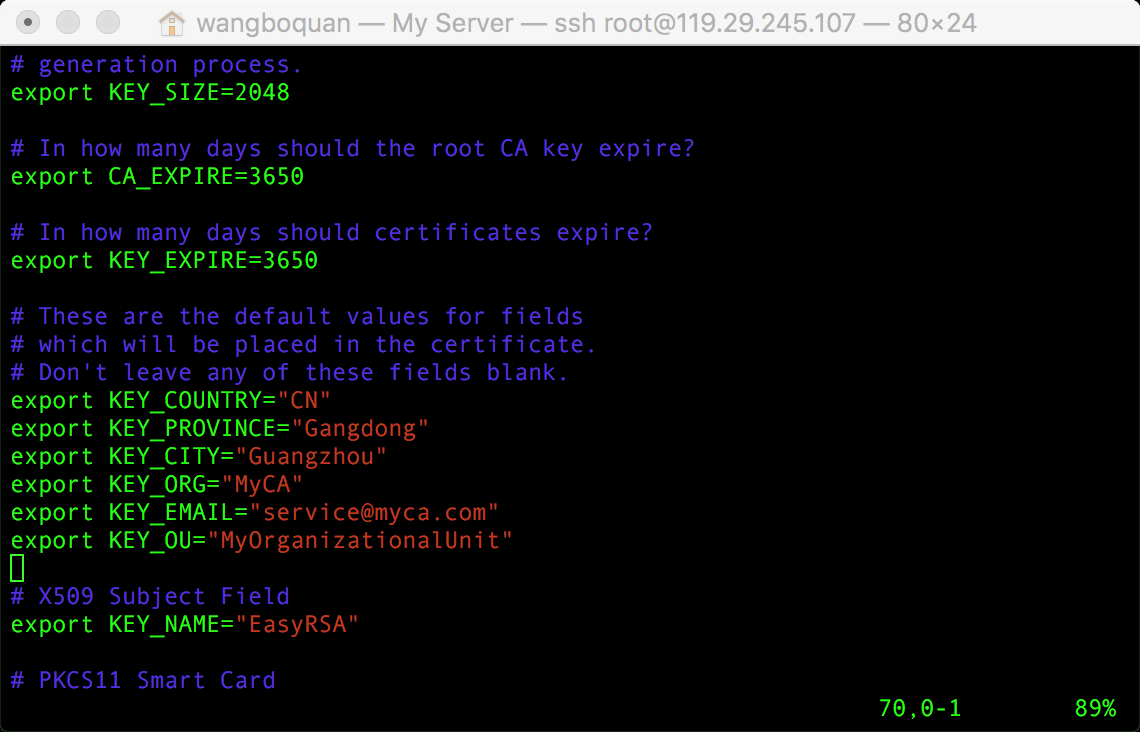 wangboquan — My Server — ssh root@119.29.245.107 — 80×24
# generation process.
export KEY_SIZE=2048
# In how many days should the root CA key expire?
export CA_EXPIRE=3650
# In how many days should certificates expire?
export KEY_EXPIRE=3650
# These are the default values for fields
# which will be placed in the certificate.
# Don't leave any of these fields blank.
export KEY_COUNTRY="CN"
export KEY_PROVINCE="Gangdong"
export KEY_CITY="Guangzhou"
export KEY_ORG="MyCA"
export KEY_EMAIL="service@myca.com"
export KEY_OU="MyOrganizationalUnit"
# X509 Subject Field
export KEY_NAME="EasyRSA"
# PKCS11 Smart Card
70,0-1 89%